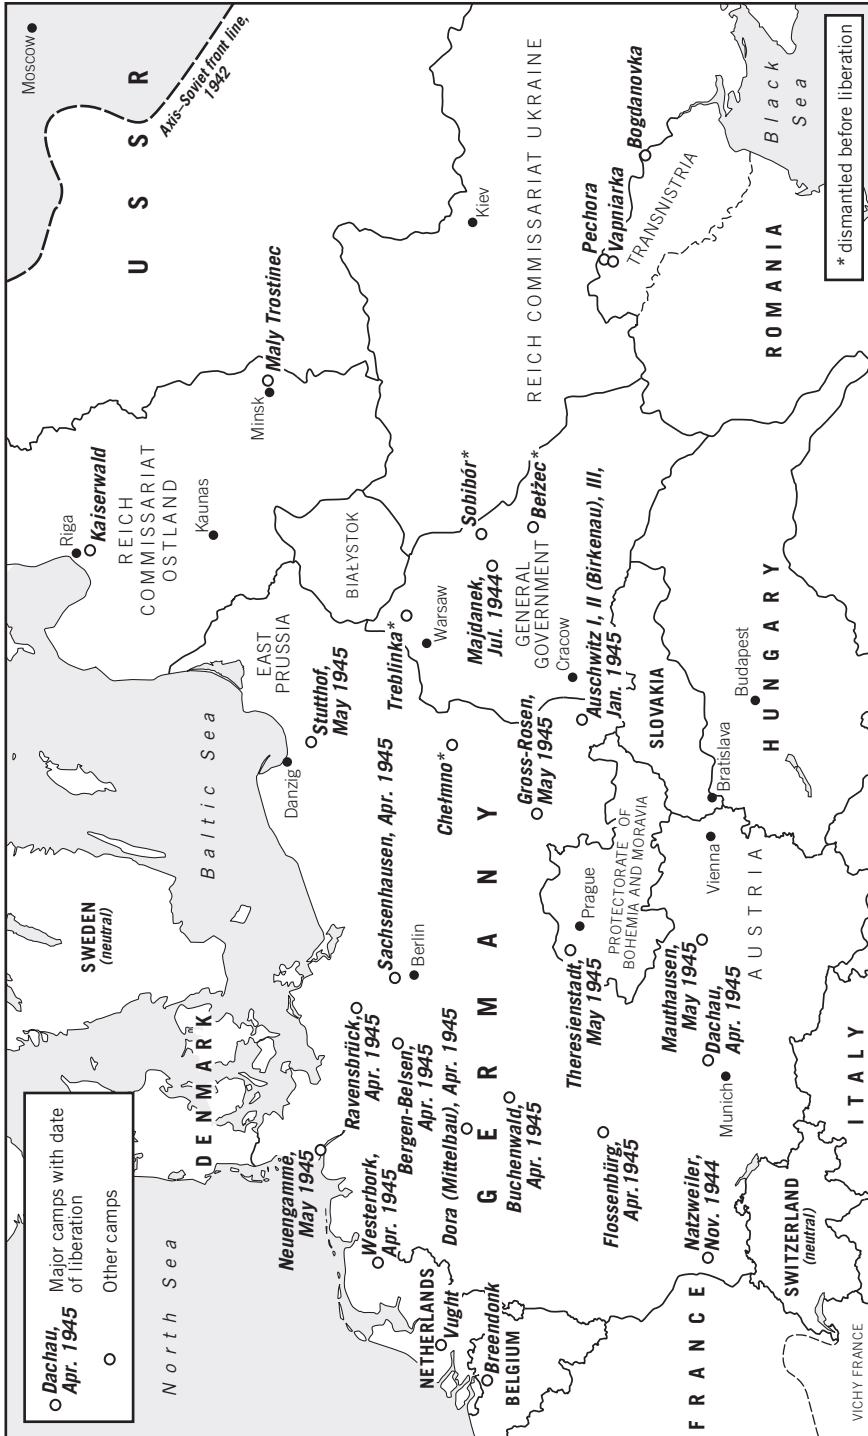 Dachau,
Apr. 1945
Major camps with date
of liberation
Other camps
North Sea
DENMARK
SWEDEN
(neutral)
Baltic Sea
Riga
Kaiserwald
REICH
COMMISSARIAT
OSTLAND
Kaunas
Minsk
Maly Trostinec
U S S R
Moscow
Axis–Soviet front line,
1942
Danzig
EAST
PRUSSIA
Stutthof,
May 1945
BIAŁYSTOK
Neuengamme,
May 1945
Ravensbrück,
Apr. 1945
Sachsenhausen, Apr. 1945
Berlin
Westerbork,
Apr. 1945
Bergen-Belsen,
Apr. 1945
Dora (Mittelbau), Apr. 1945
Treblinka*
Warsaw
Chełmno*
Sobibór*
Majdanek,
Jul. 1944
Bełżec*
GENERAL
GOVERNMENT
Kiev
REICH COMMISSARIAT UKRAINE
NETHERLANDS
Vught
Breendonk
BELGIUM
G E R M A N Y
Buchenwald,
Apr. 1945
Gross-Rosen,
May 1945
Cracow
Auschwitz I, II (Birkenau), III,
Jan. 1945
Prague
Theresienstadt,
May 1945
PROTECTORATE OF
BOHEMIA AND MORAVIA
Flossenbürg,
Apr.1945
SLOVAKIA
Pechora
Vapniarka
Bogdanovka
TRANSNISTRIA
Natzweiler,
Nov. 1944
Mauthausen,
May 1945
Dachau,
Apr. 1945
Munich
Vienna
Bratislava
AUSTRIA
Budapest
HUNGARY
ROMANIA
Black
Sea
FRANCE
SWITZERLAND
(neutral)
ITALY
VICHY FRANCE
* dismantled before liberation